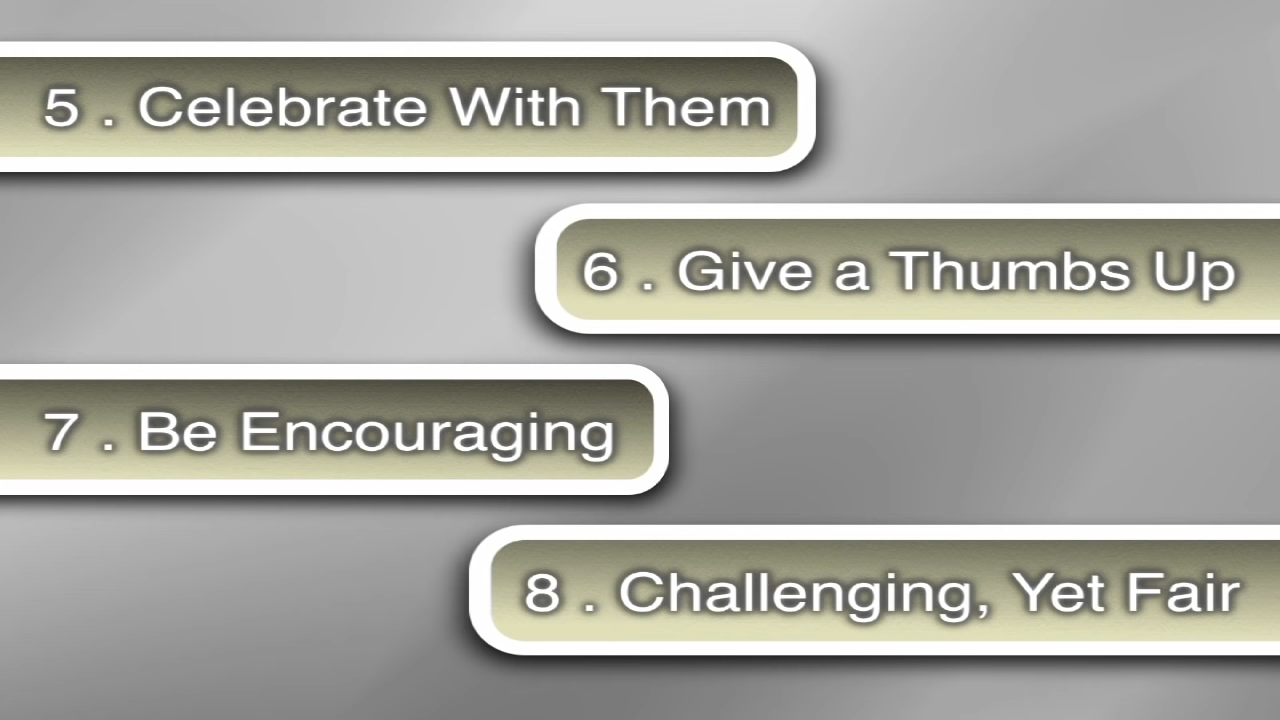 5 . Celebrate With Them
6 . Give a Thumbs Up
7 . Be Encouraging
8 . Challenging, Yet Fair